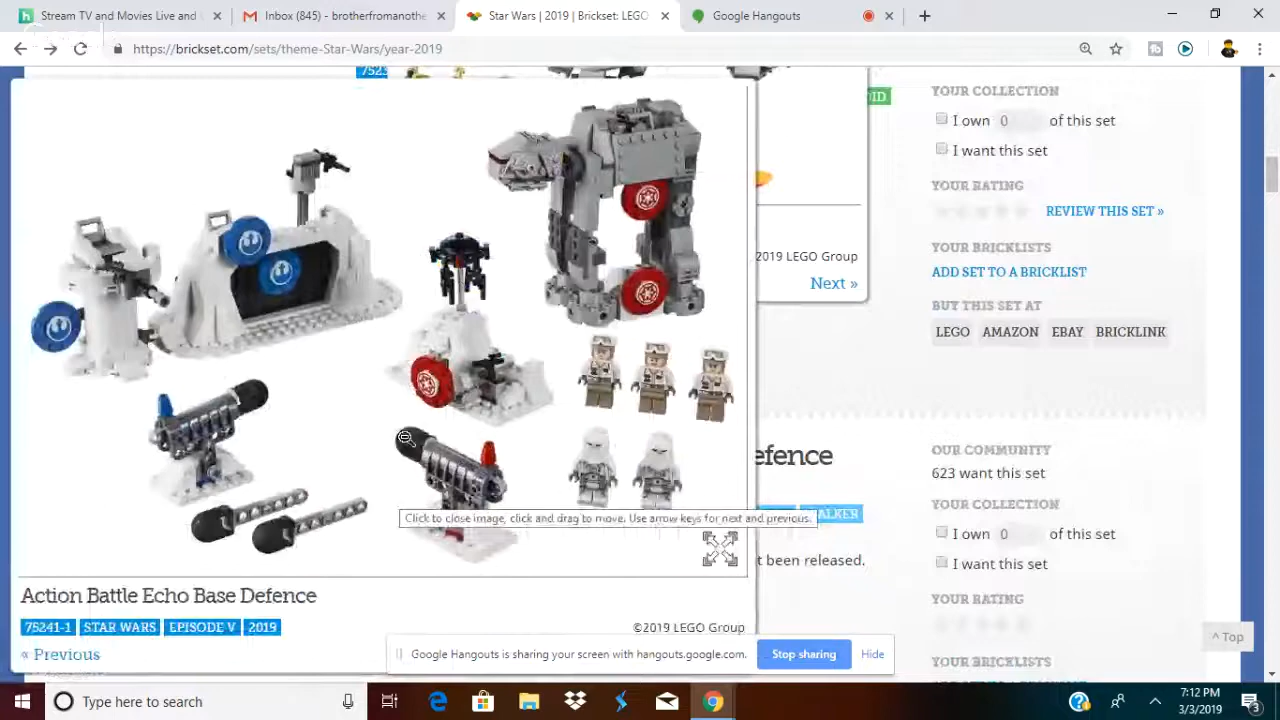 Stream TV and Movies Live and
Inbox (845) - brotherfromanothe
Star Wars | 2019 | Brickset: LEGO
Google Hangouts
https://brickset.com/sets/theme-Star-Wars/year-2019
YOUR COLLECTION
I own 0 of this set
I want this set
YOUR RATING
REVIEW THIS SET »
YOUR BRICKLISTS
ADD SET TO A BRICKLIST
BUY THIS SET AT
LEGO AMAZON EBAY BRICKLINK
2019 LEGO Group
Next »
efence
t been released.
OUR COMMUNITY
623 want this set
YOUR COLLECTION
I own 0 of this set
I want this set
YOUR RATING
YOUR BRICKLISTS
^ Top
Click to close image, click and drag to move. Use arrow keys for next and previous.
Action Battle Echo Base Defence
75241-1 STAR WARS EPISODE V 2019
©2019 LEGO Group
« Previous
Google Hangouts is sharing your screen with hangouts.google.com.
Stop sharing
Hide
Type here to search
7:12 PM
3/3/2019
3